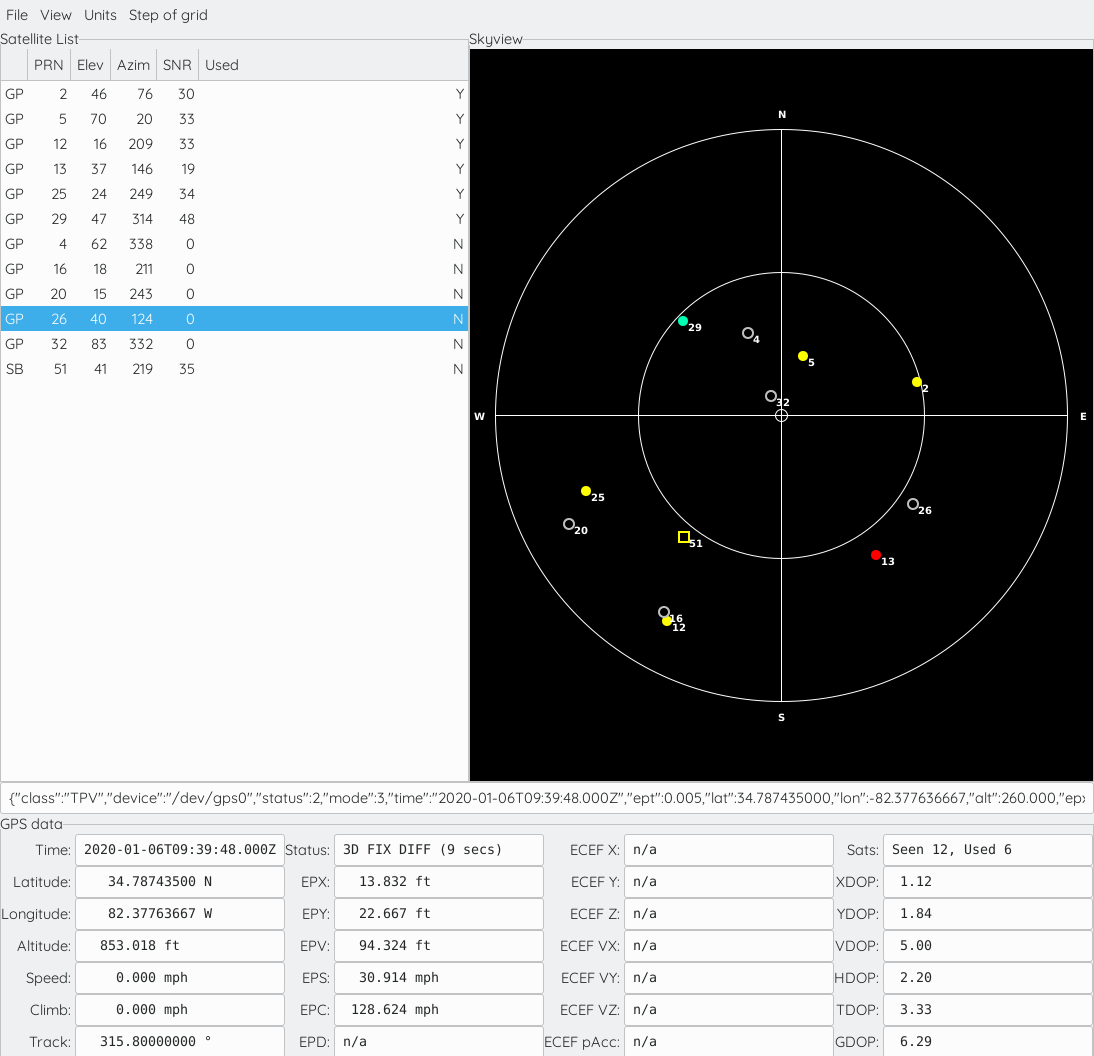 File View Units Step of grid
Satellite List
Skyview
PRN Elev Azim SNR Used
GP 2 46 76 30 Y
GP 5 70 20 33 Y
GP 12 16 209 33 Y
GP 13 37 146 19 Y
GP 25 24 249 34 Y
GP 29 47 314 48 Y
GP 4 62 338 0 N
GP 16 18 211 0 N
GP 20 15 243 0 N
GP 26 40 124 0 N
GP 32 83 332 0 N
SB 51 41 219 35 N
N
29
4
5
2
32
W
E
25
26
20
51
13
16
12
S
{"class":"TPV","device":"/dev/gps0","status":2,"mode":3,"time":"2020-01-06T09:39:48.000Z","ept":0.005,"lat":34.787435000,"lon":-82.377636667,"alt":260.000,"ep
GPS data
Time: 2020-01-06T09:39:48.000Z Status: 3D FIX DIFF (9 secs) ECEF X: n/a Sats: Seen 12, Used 6
Latitude: 34.78743500 N EPX: 13.832 ft ECEF Y: n/a XDOP: 1.12
Longitude: 82.37763667 W EPY: 22.667 ft ECEF Z: n/a YDOP: 1.84
Altitude: 853.018 ft EPV: 94.324 ft ECEF VX: n/a VDOP: 5.00
Speed: 0.000 mph EPS: 30.914 mph ECEF VY: n/a HDOP: 2.20
Climb: 0.000 mph EPC: 128.624 mph ECEF VZ: n/a TDOP: 3.33
Track: 315.80000000 ° EPD: n/a ECEF pAcc: n/a GDOP: 6.29